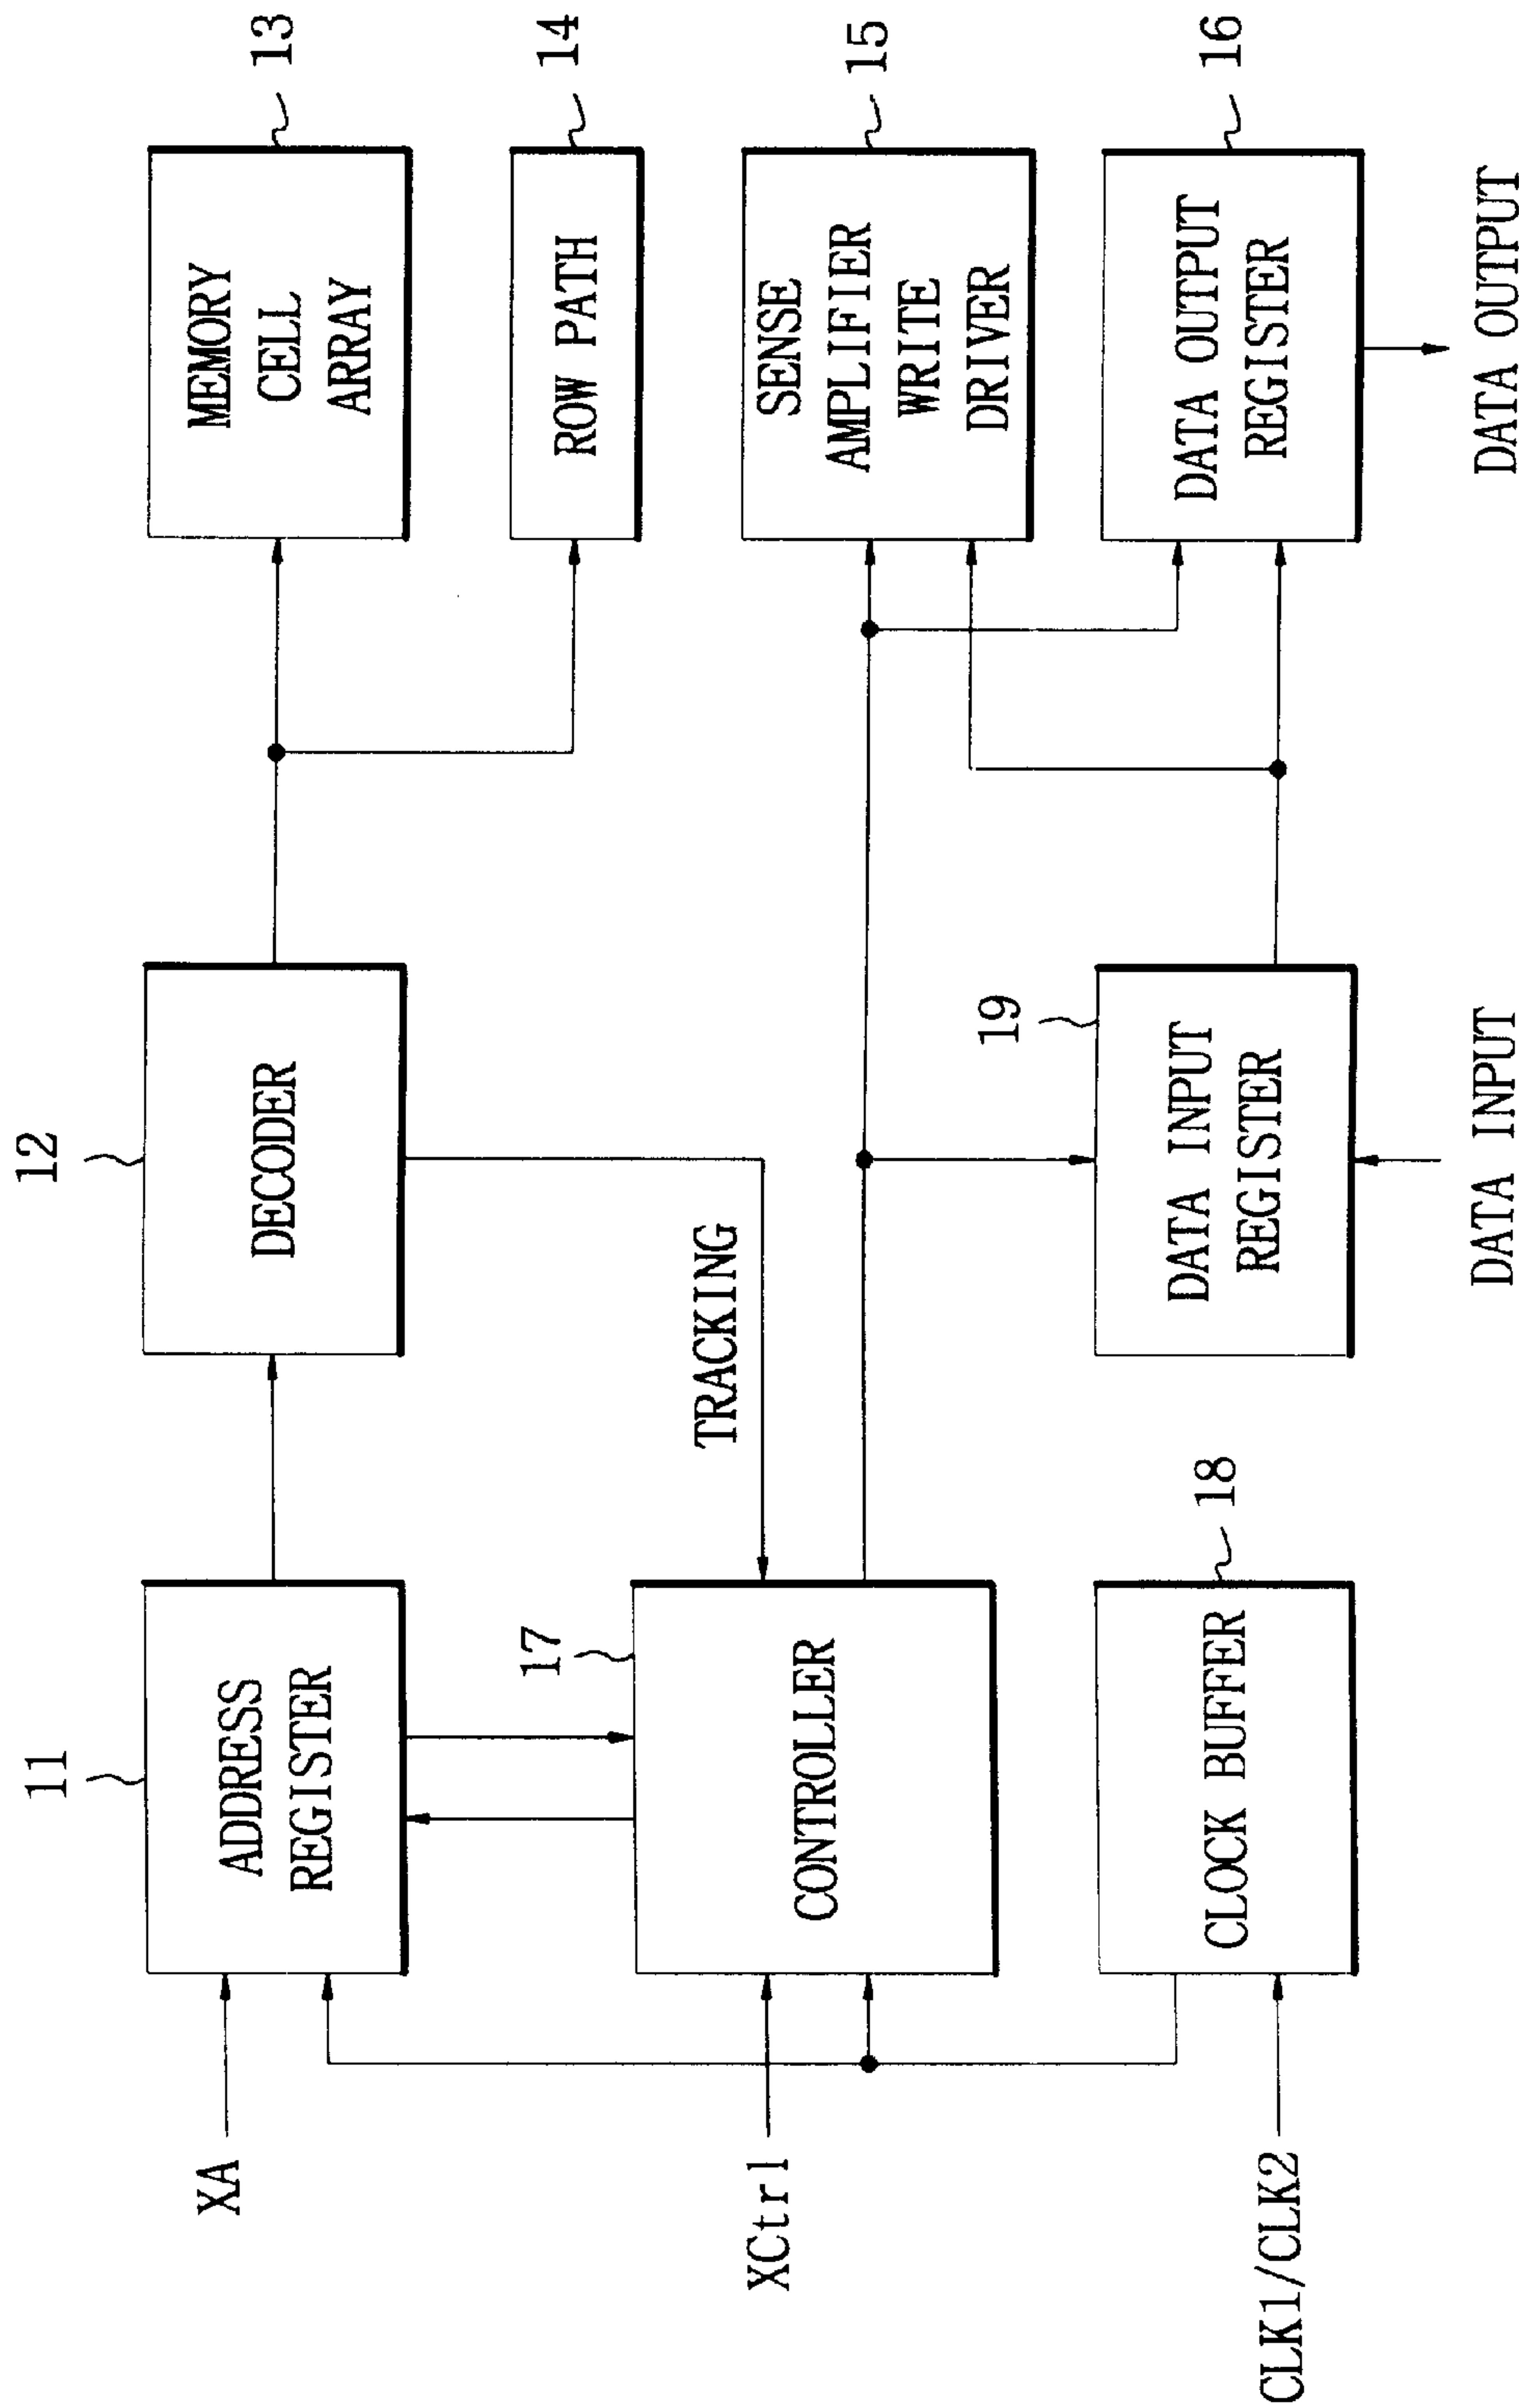 11
12
13
ADDRESS
REGISTER
DECODER
MEMORY
CELL
ARRAY
XA
14
ROW PATH
17
TRACKING
CONTROLLER
XCtrl
15
SENSE
AMPLIFIER
WRITE
DRIVER
18
CLOCK BUFFER
CLK1/CLK2
19
DATA INPUT
REGISTER
16
DATA OUTPUT
REGISTER
DATA INPUT
DATA OUTPUT